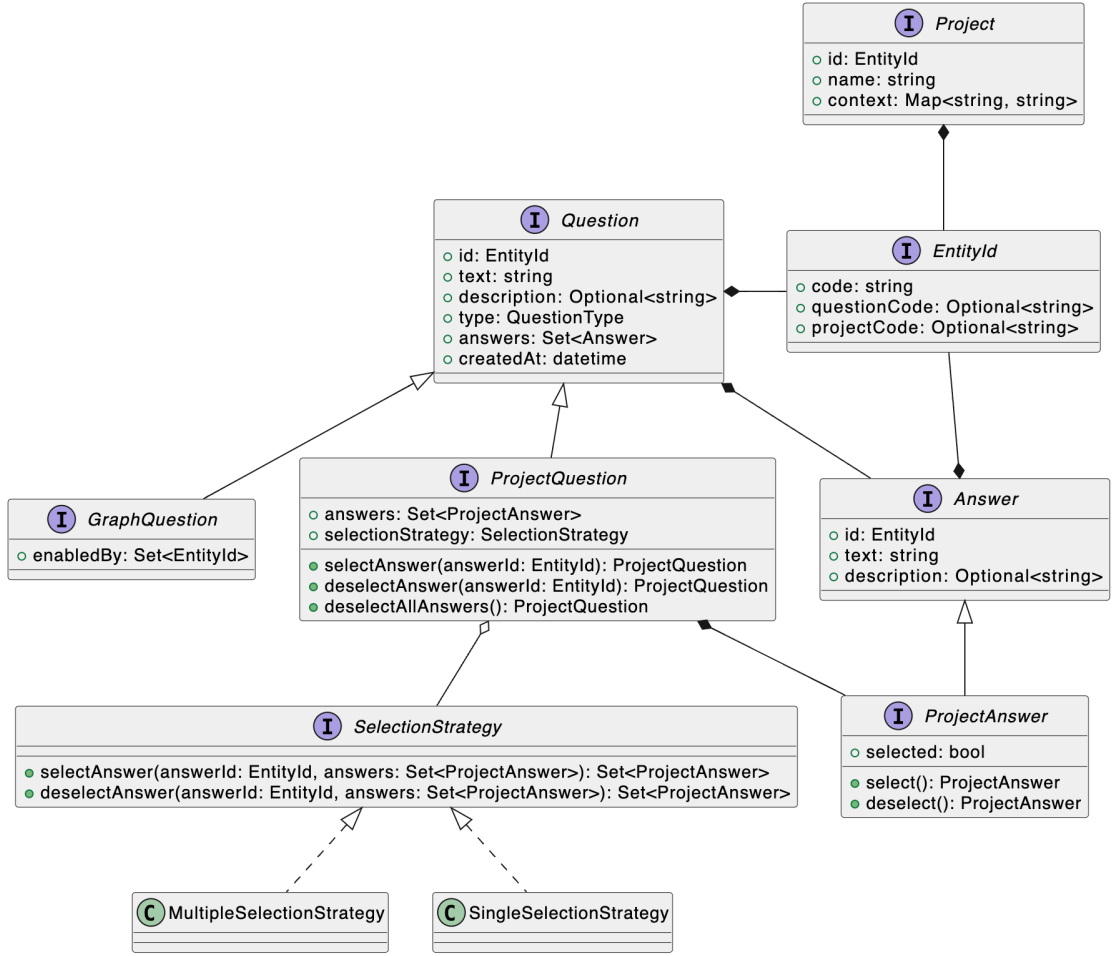 I Project
id: EntityId
name: string
context: Map<string, string>
I Question
id: EntityId
text: string
description: Optional<string>
type: QuestionType
answers: Set<Answer>
createdAt: datetime
I EntityId
code: string
questionCode: Optional<string>
projectCode: Optional<string>
I GraphQuestion
enabledBy: Set<EntityId>
I ProjectQuestion
answers: Set<ProjectAnswer>
selectionStrategy: SelectionStrategy
selectAnswer(answerId: EntityId): ProjectQuestion
deselectAnswer(answerId: EntityId): ProjectQuestion
deselectAllAnswers(): ProjectQuestion
I Answer
id: EntityId
text: string
description: Optional<string>
I SelectionStrategy
selectAnswer(answerId: EntityId, answers: Set<ProjectAnswer>): Set<ProjectAnswer>
deselectAnswer(answerId: EntityId, answers: Set<ProjectAnswer>): Set<ProjectAnswer>
I ProjectAnswer
selected: bool
select(): ProjectAnswer
deselect(): ProjectAnswer
C MultipleSelectionStrategy
C SingleSelectionStrategy